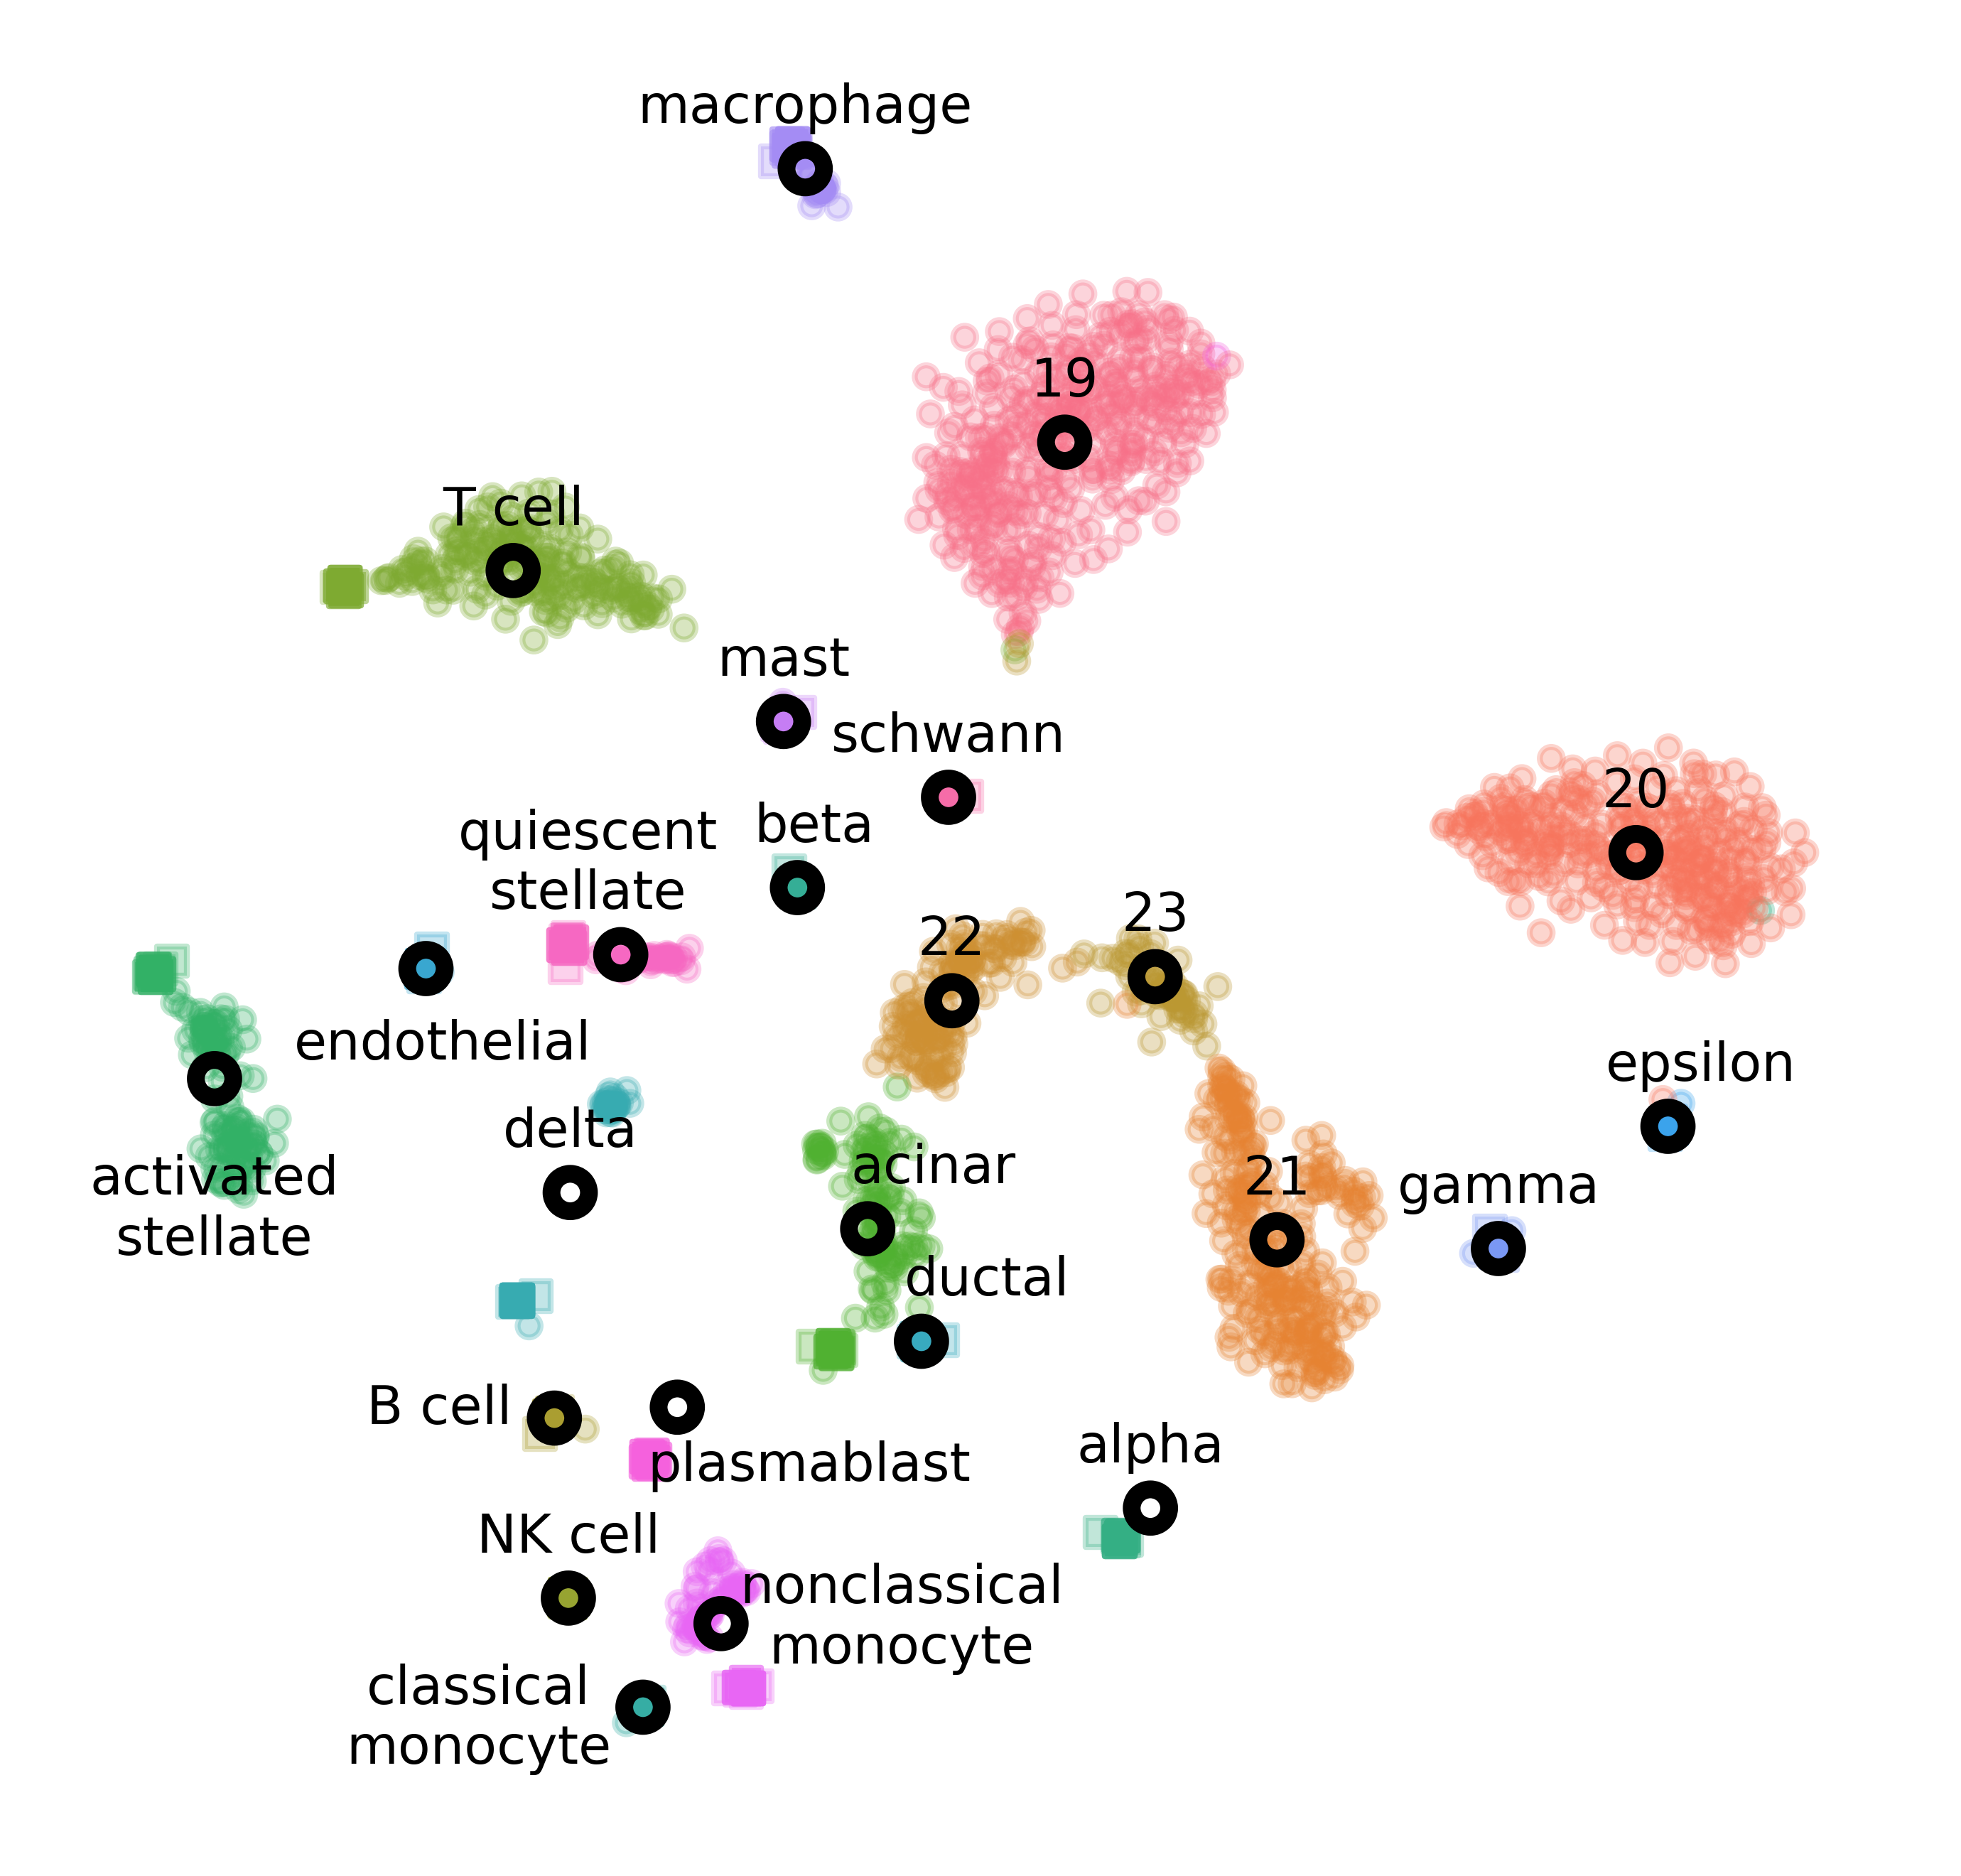 macrophage
19
T cell
mast
schwann
20
beta
quiescent
stellate
22
23
endothelial
epsilon
delta
acinar
activated
stellate
21
gamma
ductal
B cell
plasmablast
alpha
NK cell
nonclassical
monocyte
classical
monocyte